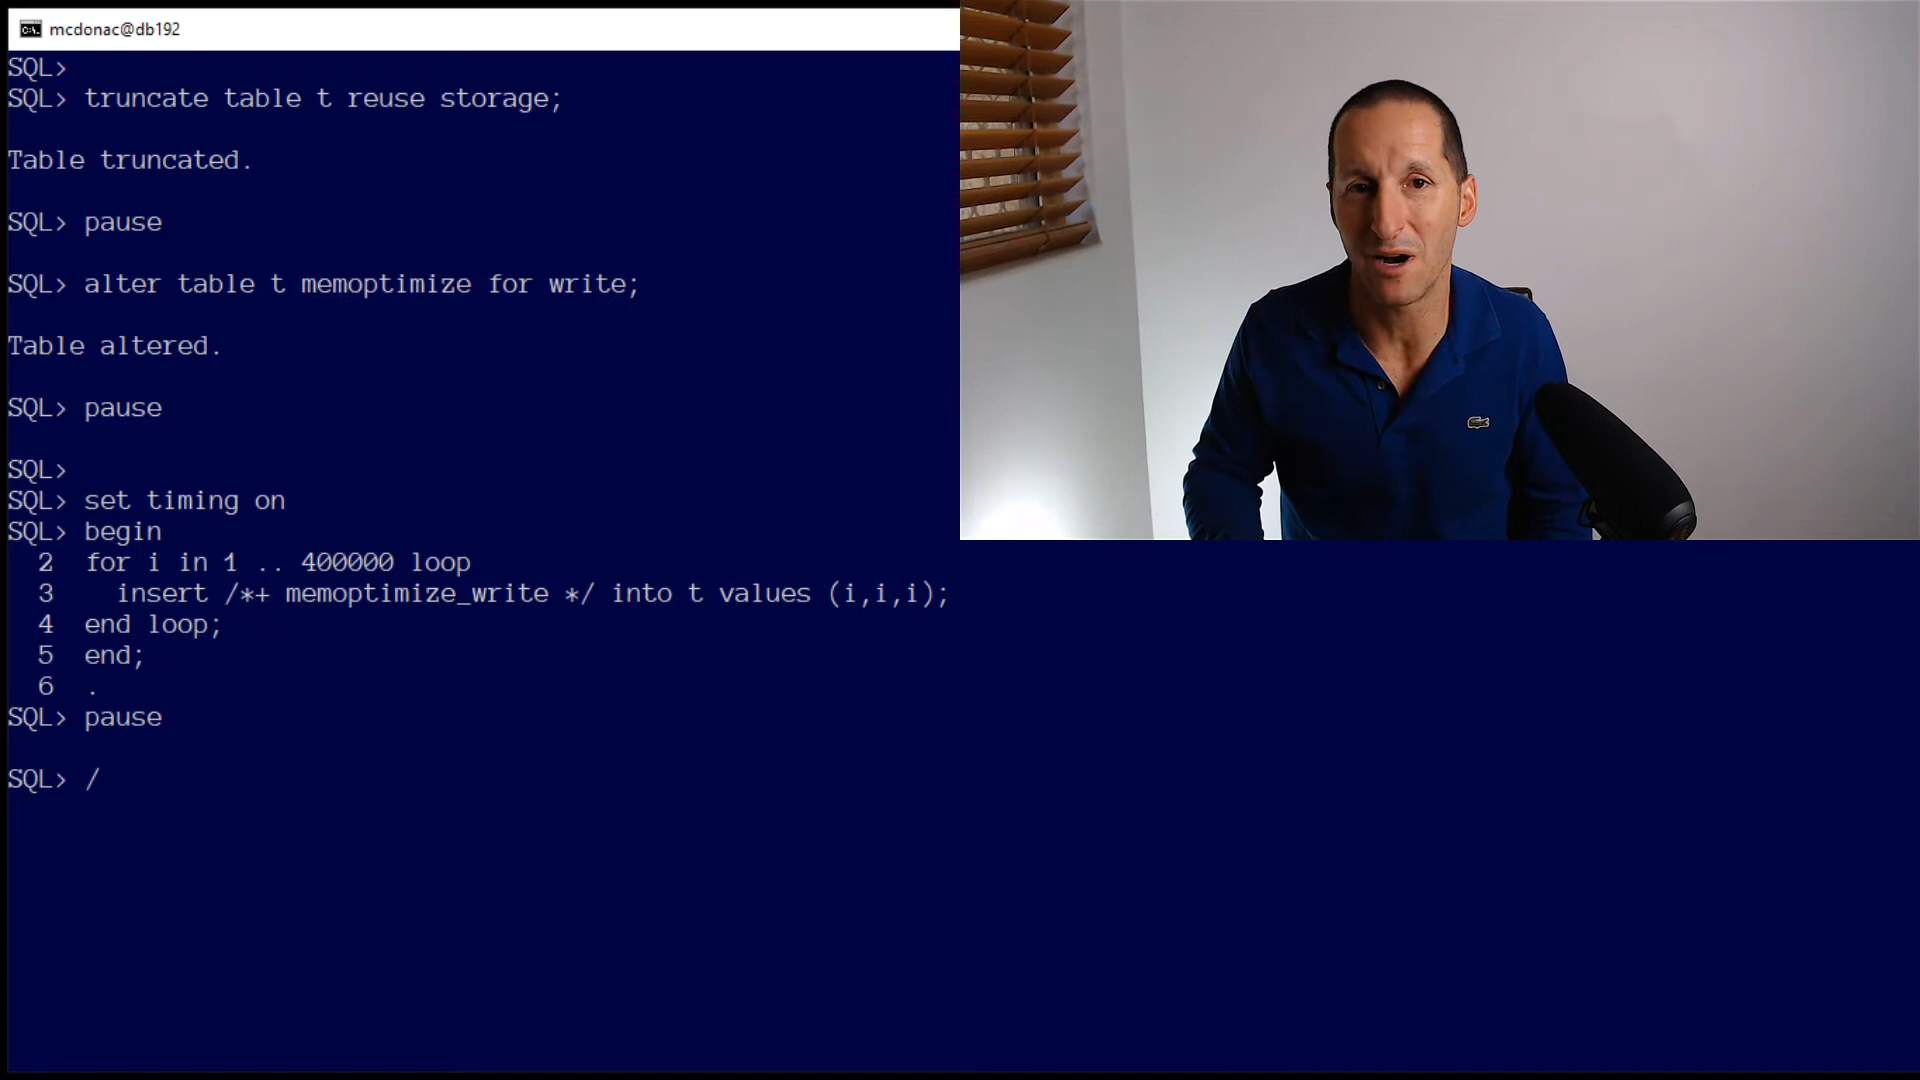 mcdonac@db192
SQL>
SQL> truncate table t reuse storage;
Table truncated.
SQL> pause
SQL> alter table t memoptimize for write;
Table altered.
SQL> pause
SQL>
SQL> set timing on
SQL> begin
  2  for i in 1 .. 400000 loop
  3    insert /*+ memoptimize_write */ into t values (i,i,i);
  4  end loop;
  5  end;
  6  .
SQL> pause
SQL> /